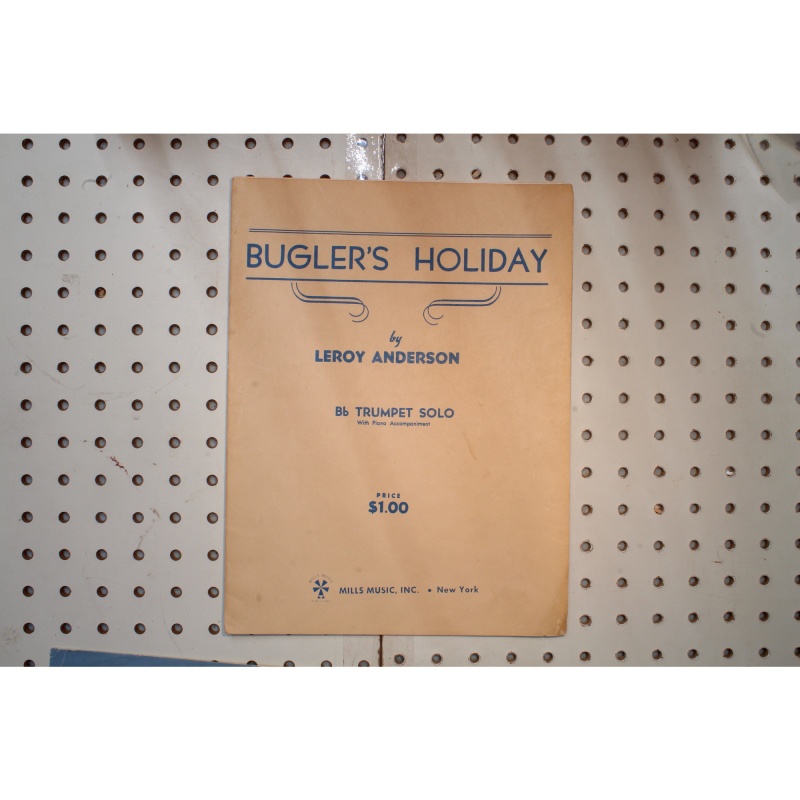 BUGLER'S HOLIDAY
by
LEROY ANDERSON
Bb TRUMPET SOLO
With Piano Accompaniment
PRICE
$1.00
MILLS MUSIC, INC. • New York